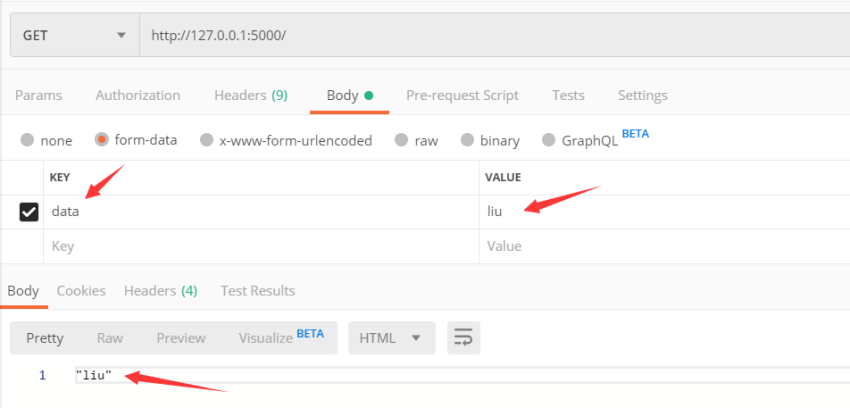 GET http://127.0.0.1:5000/
Params Authorization Headers (9) Body Pre-request Script Tests Settings
none form-data x-www-form-urlencoded raw binary GraphQL BETA
KEY VALUE
data liu
Key Value
Body Cookies Headers (4) Test Results
Pretty Raw Preview Visualize BETA HTML
1 "liu"